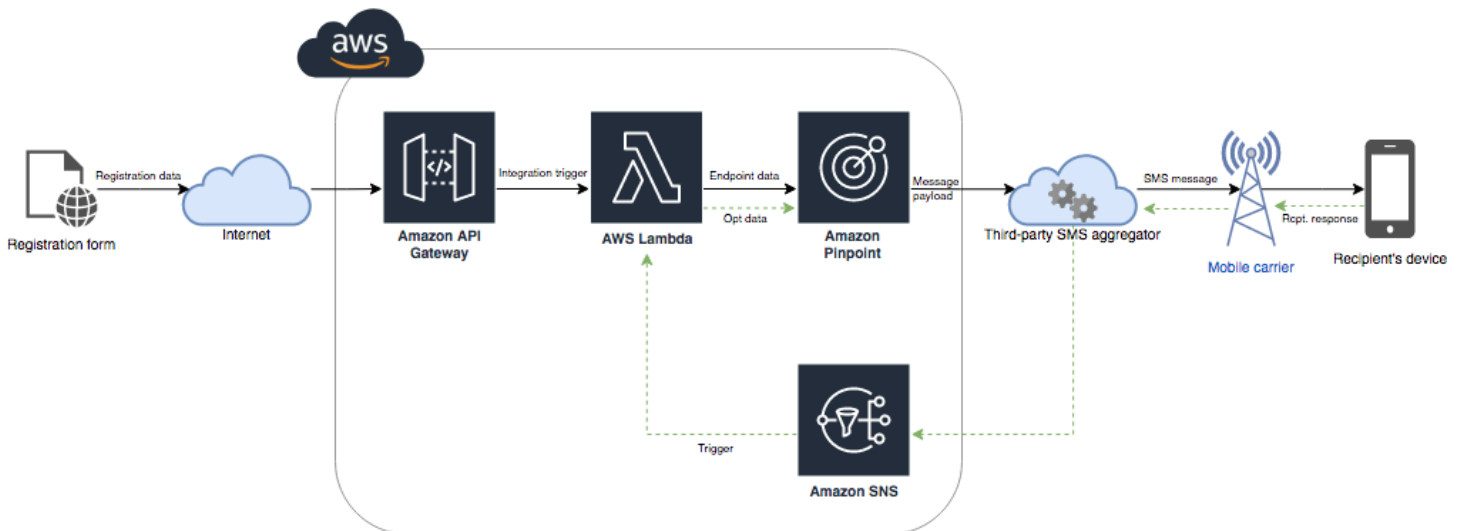 aws
Registration data
Registration form
Internet
Amazon API
Gateway
Integration trigger
AWS Lambda
Endpoint data
Opt data
Amazon
Pinpoint
Message
payload
Third-party SMS aggregator
SMS message
Mobile carrier
Rcpt. response
Recipient's device
Trigger
Amazon SNS